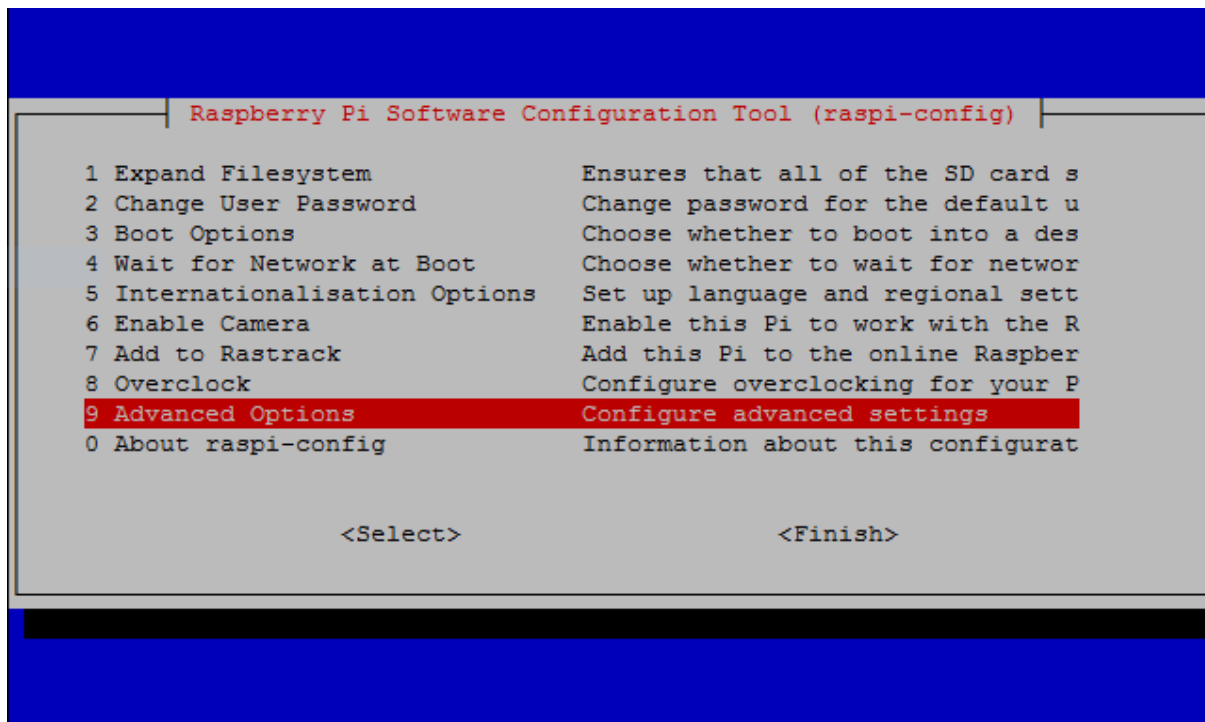 Raspberry Pi Software Configuration Tool (raspi-config)
1 Expand Filesystem Ensures that all of the SD card s
2 Change User Password Change password for the default u
3 Boot Options Choose whether to boot into a des
4 Wait for Network at Boot Choose whether to wait for networ
5 Internationalisation Options Set up language and regional sett
6 Enable Camera Enable this Pi to work with the R
7 Add to Rastrack Add this Pi to the online Raspber
8 Overclock Configure overclocking for your P
9 Advanced Options Configure advanced settings
0 About raspi-config Information about this configurat
<Select> <Finish>